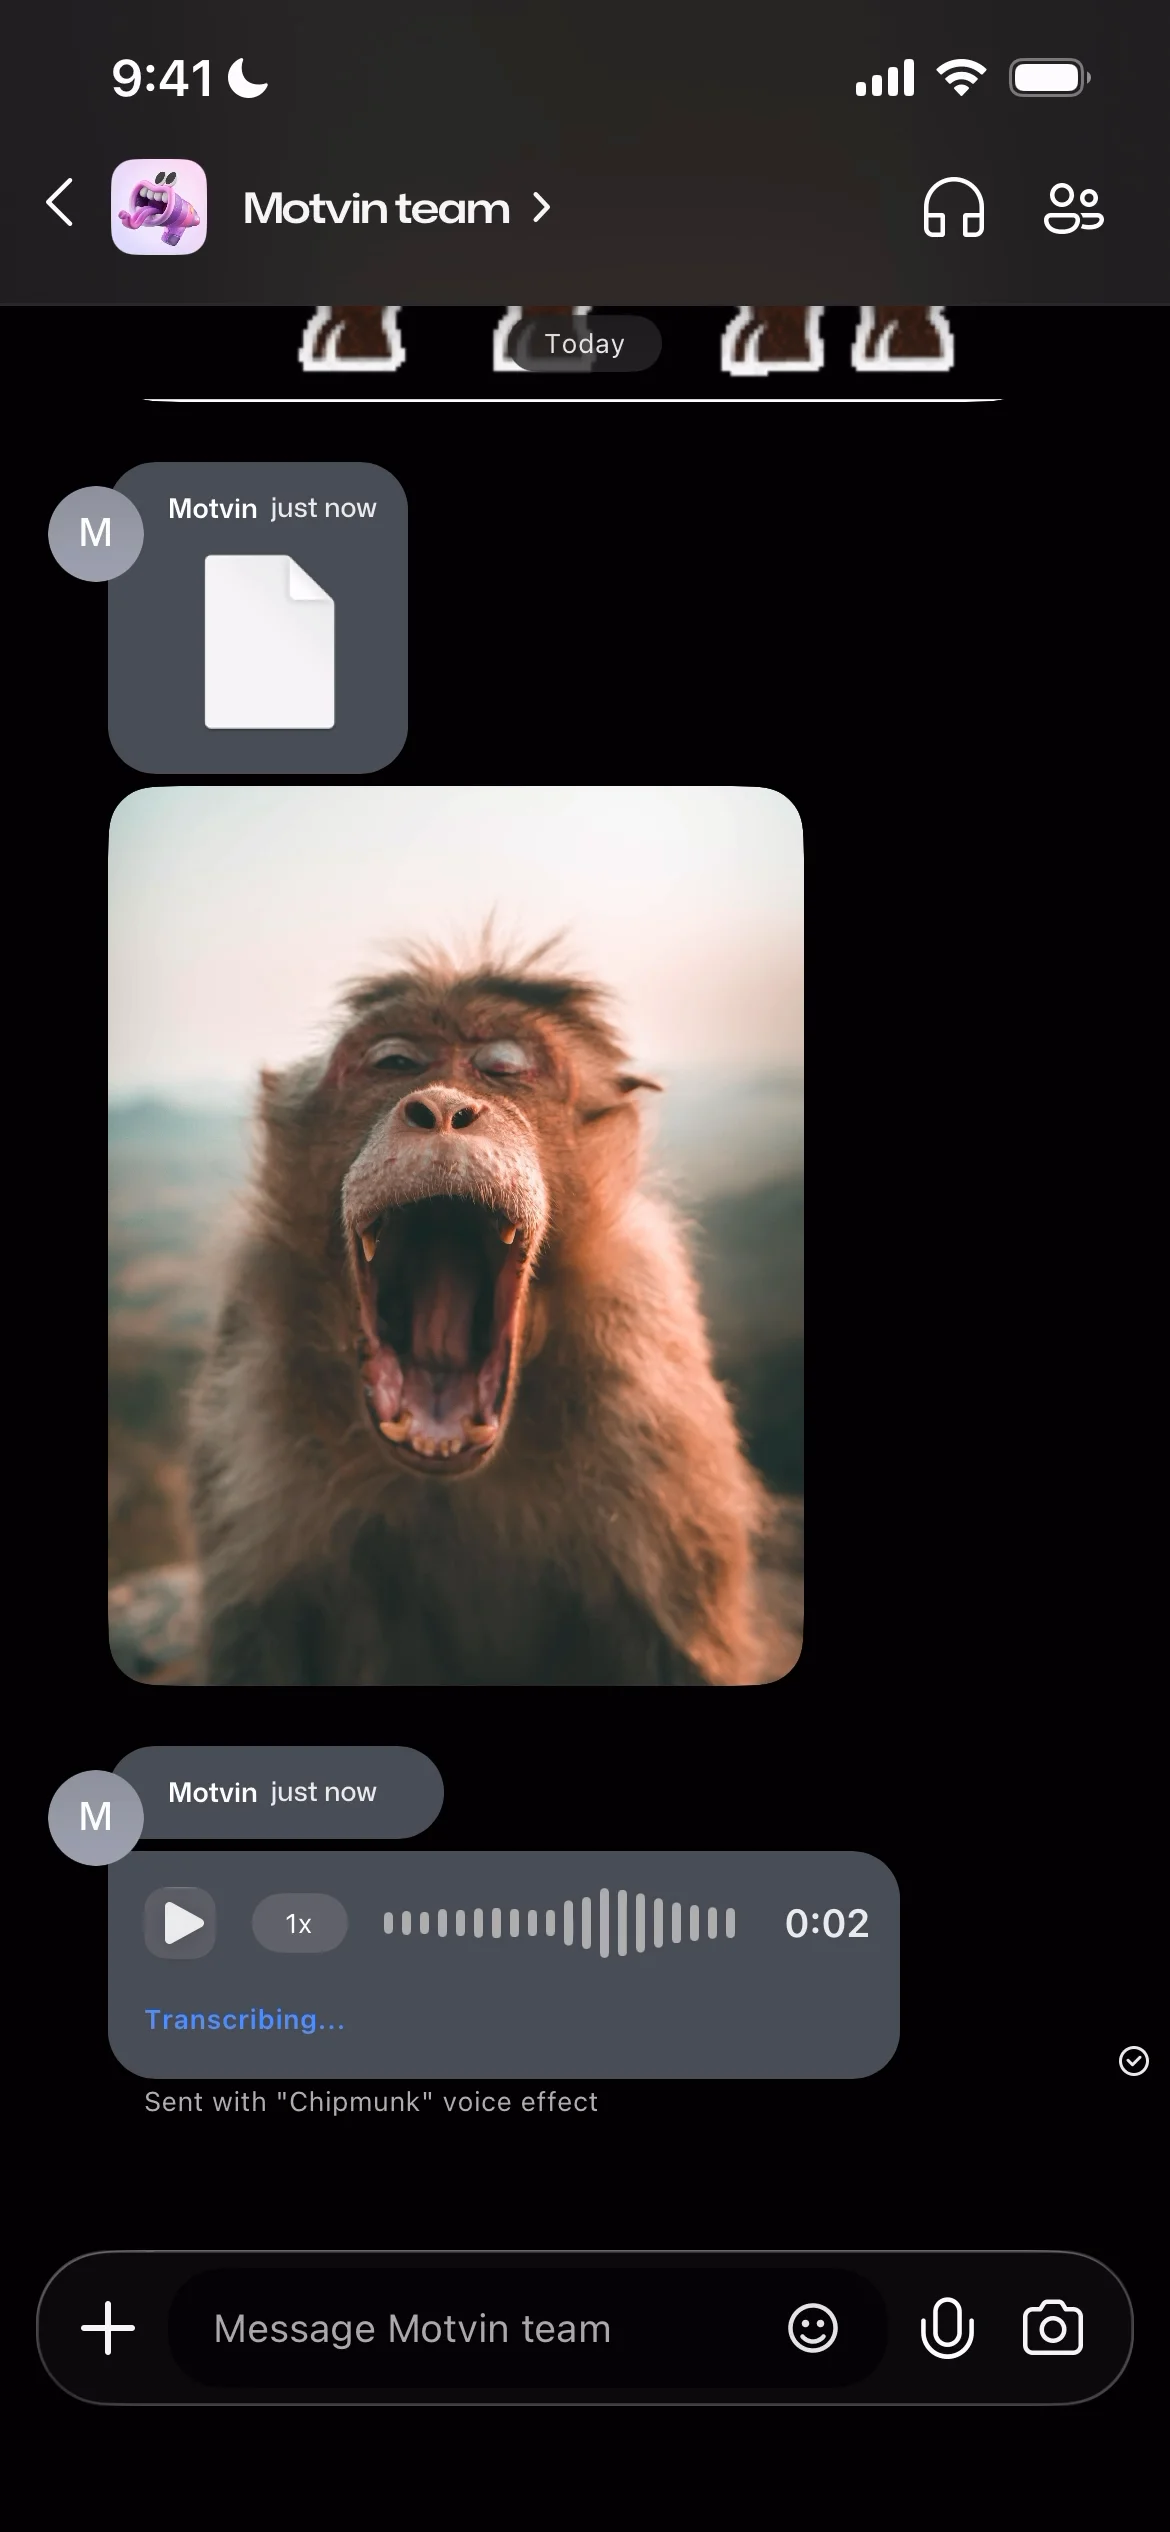 9:41
Motvin team
Today
Motvin just now
M
Motvin just now
M
1x
0:02
Transcribing...
Sent with "Chipmunk" voice effect
Message Motvin team